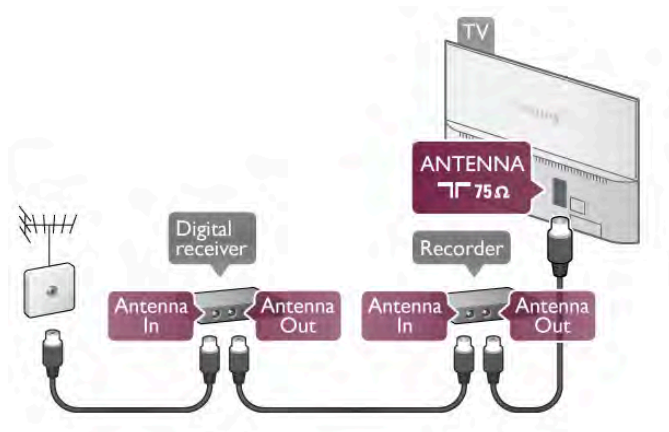 TV
ANTENNA
75 Ω
Digital
receiver
Recorder
Antenna
In
Antenna
Out
Antenna
In
Antenna
Out